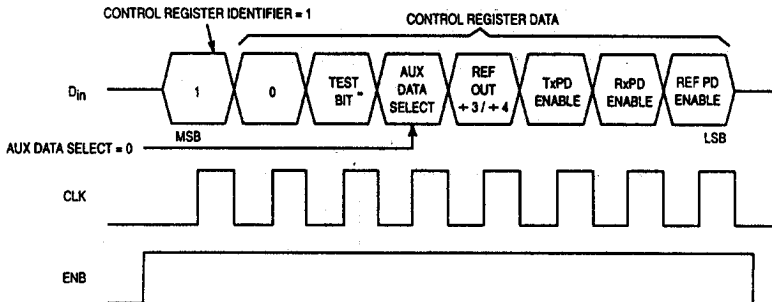 CONTROL REGISTER IDENTIFIER = 1
CONTROL REGISTER DATA
Din
1
0
TEST
BIT
AUX
DATA
SELECT
REF
OUT
÷3 / ÷4
TxPD
ENABLE
RxPD
ENABLE
REF PD
ENABLE
MSB
LSB
AUX DATA SELECT = 0
CLK
ENB